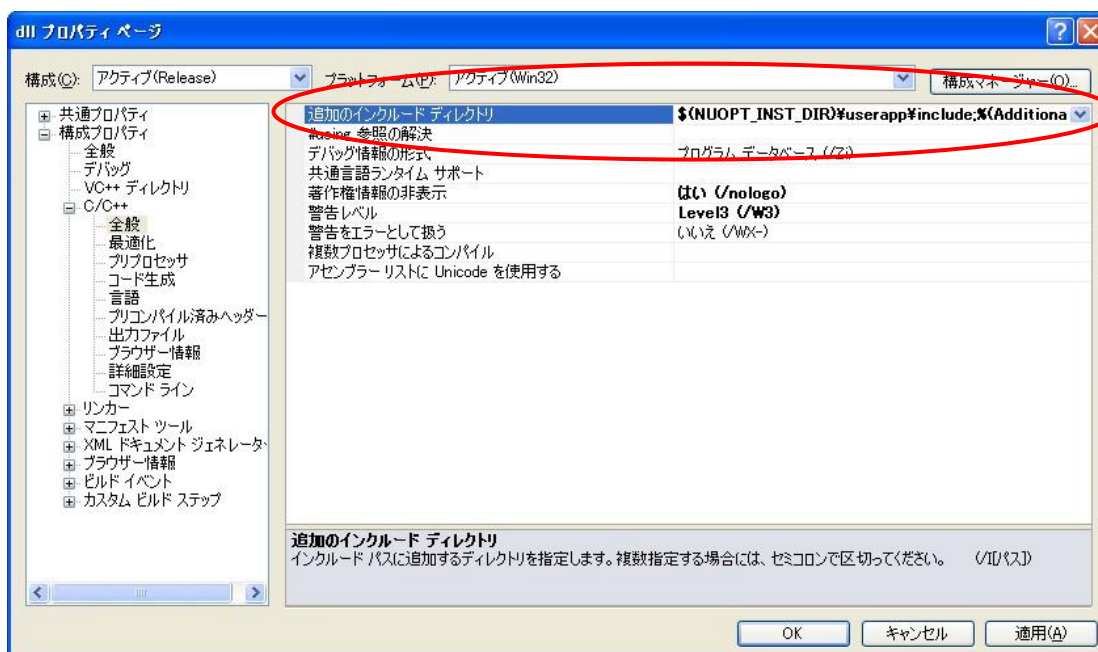 dll プロパティ ページ
構成(C): アクティブ(Release) プラットフォーム(P): アクティブ(Win32) 構成マネージャー(O)...
共通プロパティ
構成プロパティ
全般
デバッグ
VC++ ディレクトリ
C/C++
全般
最適化
プリプロセッサ
コード生成
言語
プリコンパイル済みヘッダー
出力ファイル
ブラウザー情報
詳細設定
コマンド ライン
リンカー
マニフェスト ツール
XML ドキュメント ジェネレータ
ブラウザー情報
ビルド イベント
カスタム ビルド ステップ
追加のインクルード ディレクトリ $(NUOPT_INST_DIR)¥userapp¥include;%(Additiona
#using 参照の解決
デバッグ情報の形式 プログラム データベース (/Zi)
共通言語ランタイム サポート
著作権情報の非表示 はい (/nologo)
警告レベル Level3 (/W3)
警告をエラーとして扱う いいえ (/WX-)
複数プロセッサによるコンパイル
アセンブラー リストに Unicode を使用する
追加のインクルード ディレクトリ
インクルード パスに追加するディレクトリを指定します。複数指定する場合には、セミコロンで区切ってください。 (/I[パス])
OK キャンセル 適用(A)